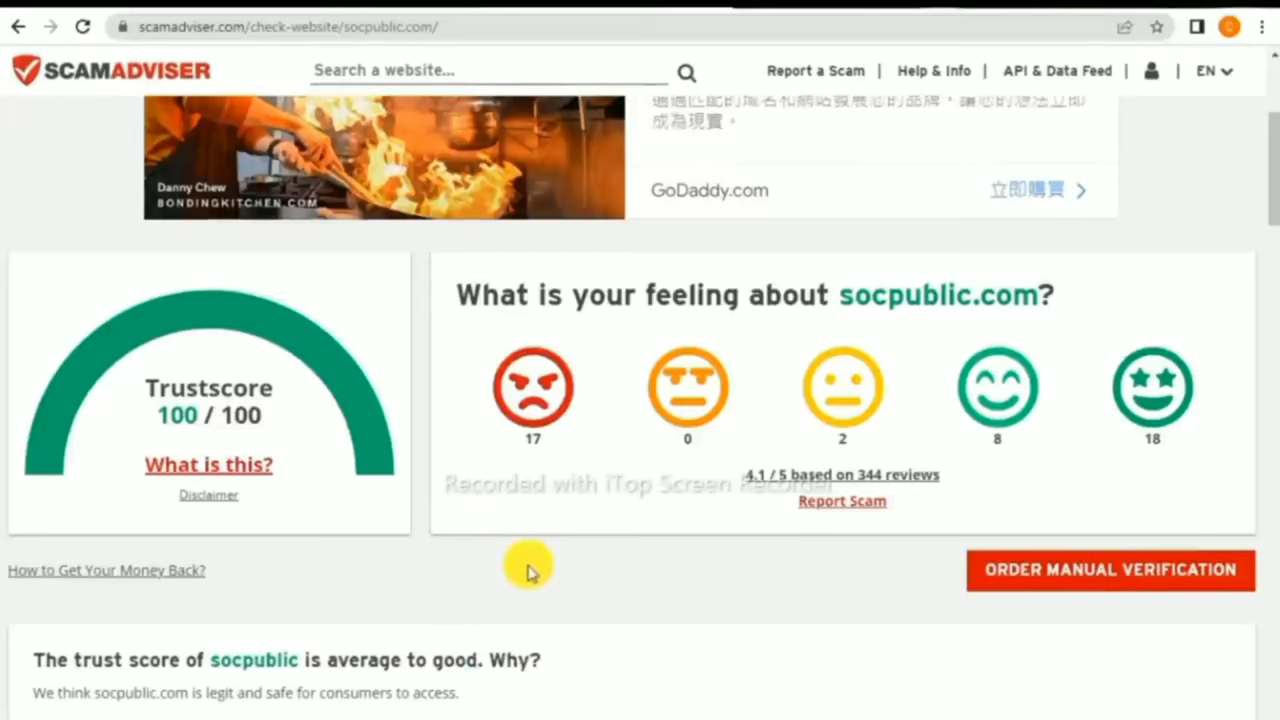 scamadviser.com/check-website/socpublic.com/
SCAMADVISER
Search a website...
Report a Scam | Help & Info | API & Data Feed | | EN
成為現實。
Danny Chew
BONDINGKITCHEN.COM
GoDaddy.com
立即購買
What is your feeling about socpublic.com?
Trustscore
100 / 100
What is this?
Disclaimer
17
0
2
8
18
4.1 / 5 based on 344 reviews
Recorded with iTop Screen Recorder
Report Scam
How to Get Your Money Back?
ORDER MANUAL VERIFICATION
The trust score of socpublic is average to good. Why?
We think socpublic.com is legit and safe for consumers to access.